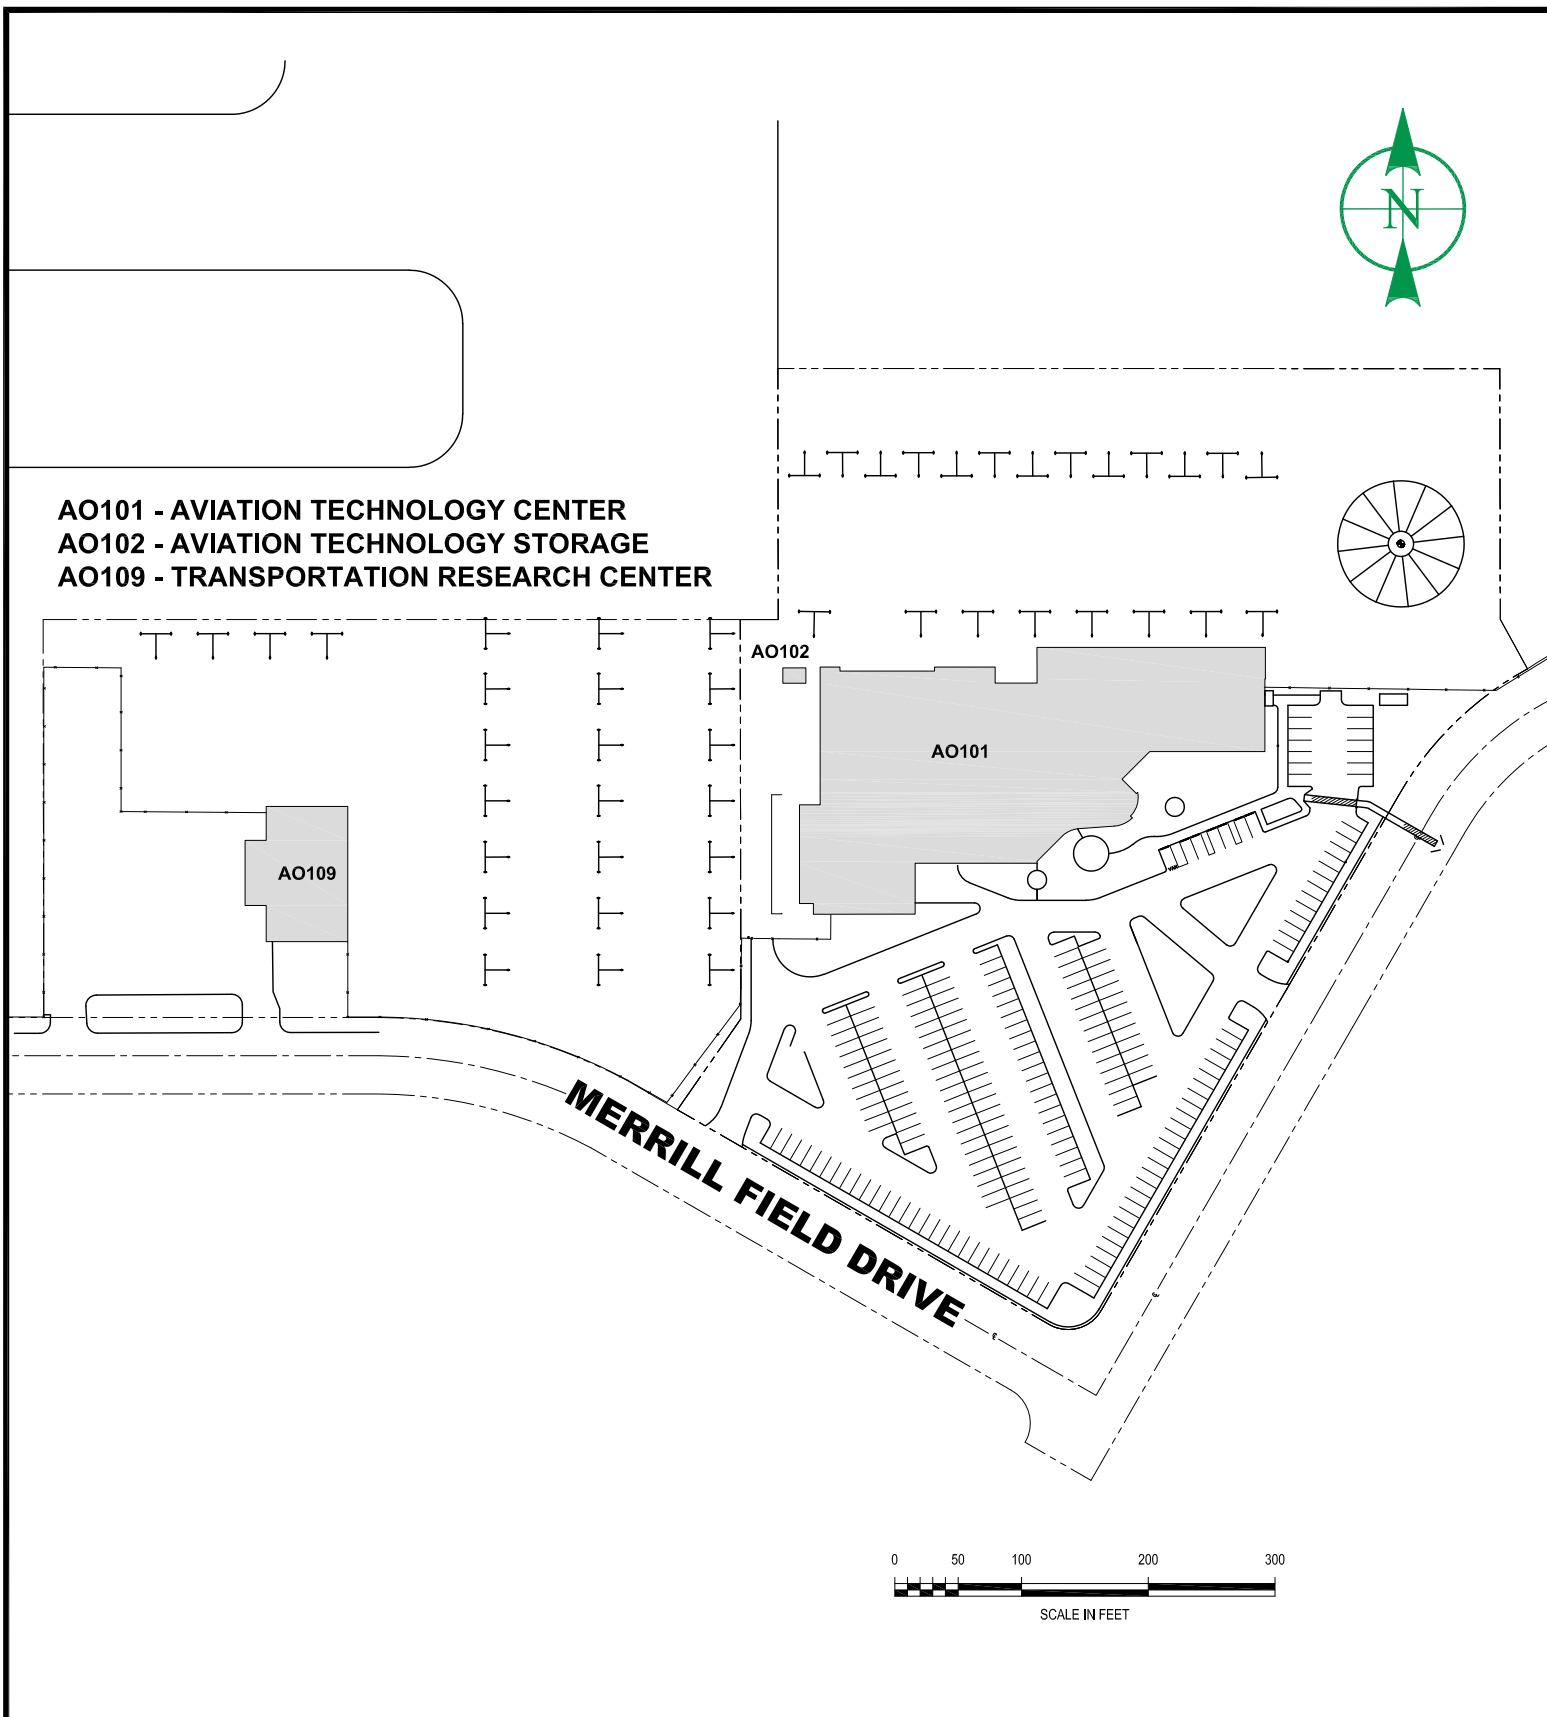 N
AO101 - AVIATION TECHNOLOGY CENTER
AO102 - AVIATION TECHNOLOGY STORAGE
AO109 - TRANSPORTATION RESEARCH CENTER
AO102
AO101
AO109
VAN
MERRILL FIELD DRIVE
0 50 100 200 300
SCALE IN FEET